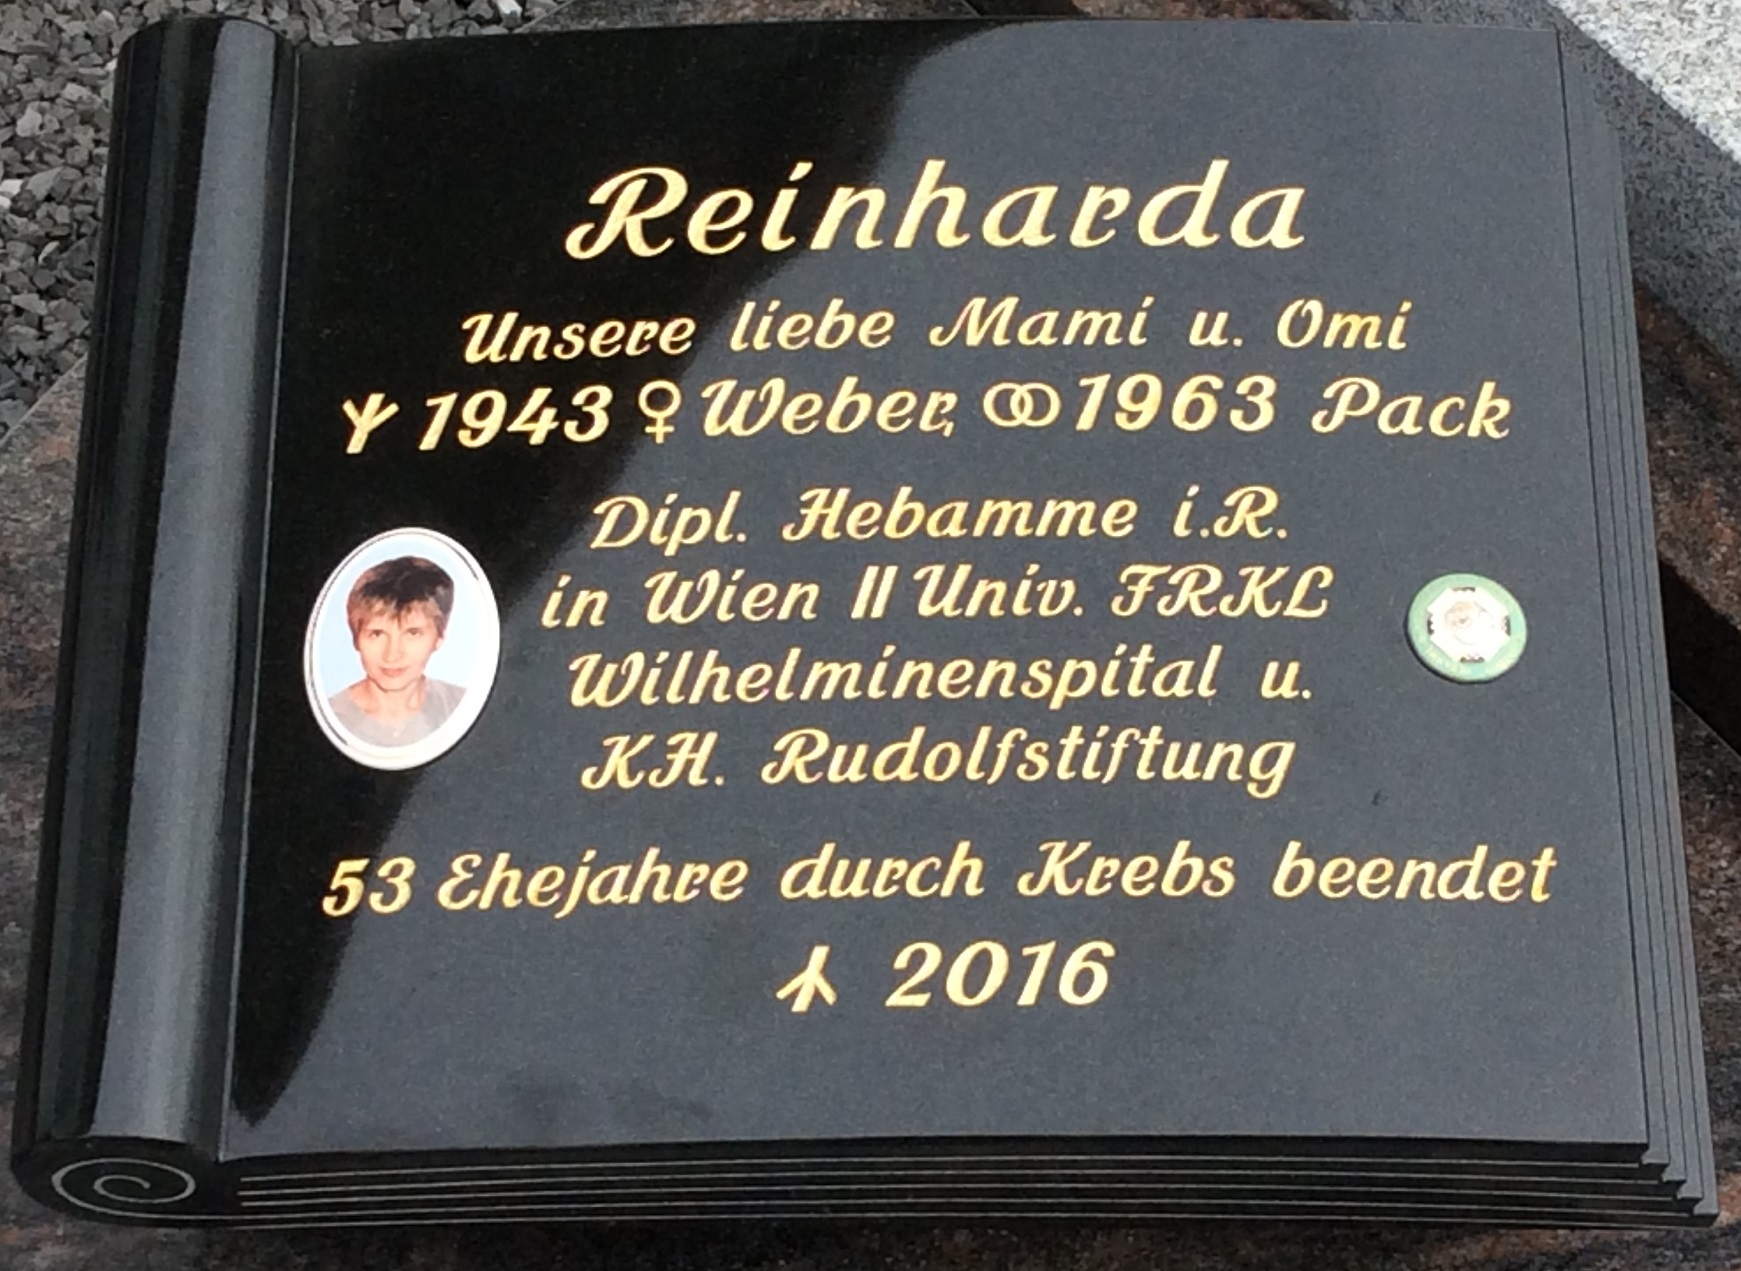 Reinharda
Unsere liebe Mami u. Omi
ᛉ 1943 ♀ Weber, ⚭ 1963 Pack
Dipl. Hebamme i.R.
in Wien II Univ. FRKL
Wilhelminenspital u.
KH. Rudolfstiftung
53 Ehejahre durch Krebs beendet
ᛣ 2016